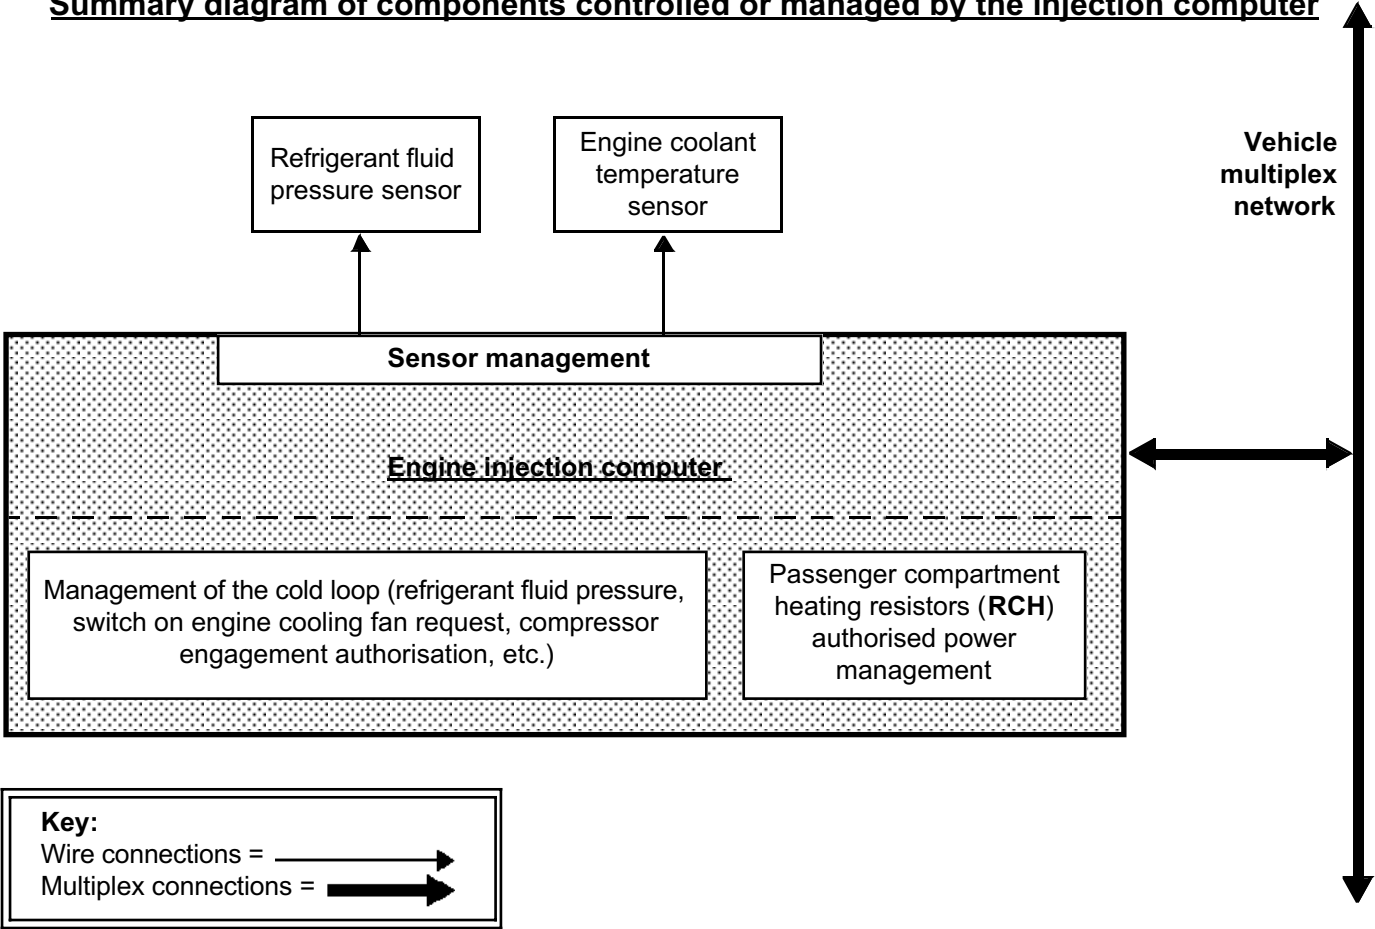 Summary diagram of components controlled or managed by the injection computer
Refrigerant fluid
pressure sensor
Engine coolant
temperature
sensor
Vehicle
multiplex
network
Sensor management
Engine injection computer
Management of the cold loop (refrigerant fluid pressure,
switch on engine cooling fan request, compressor
engagement authorisation, etc.)
Passenger compartment
heating resistors (RCH)
authorised power
management
Key:
Wire connections =
Multiplex connections =